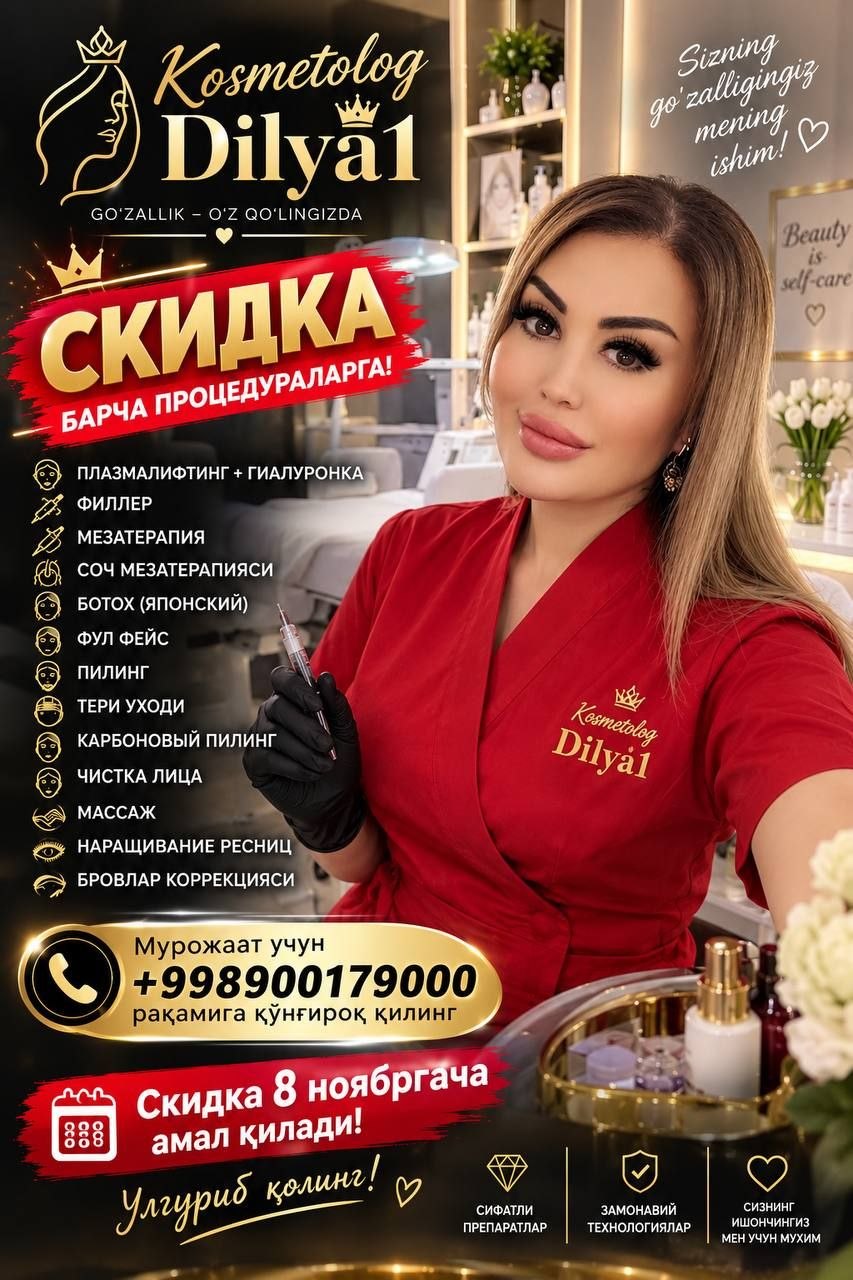 Kosmetolog
Dilya1
GO‘ZALLIK – O‘Z QO‘LINGIZDA
Sizning
go'zalligingiz
mening
ishim!
Beauty
is
self-care
СКИДКА
БАРЧА ПРОЦЕДУРАЛАРГА!
ПЛАЗМАЛИФТИНГ + ГИАЛУРОНКА
ФИЛЛЕР
МЕЗАТЕРАПИЯ
СОЧ МЕЗАТЕРАПИЯСИ
БОТОХ (ЯПОНСКИЙ)
ФУЛ ФЕЙС
ПИЛИНГ
ТЕРИ УХОДИ
КАРБОНОВЫЙ ПИЛИНГ
ЧИСТКА ЛИЦА
МАССАЖ
НАРАЩИВАНИЕ РЕСНИЦ
БРОВЛАР КОРРЕКЦИЯСИ
Kosmetolog
Dilya1
Мурожаат учун
+998900179000
рақамига қўнғироқ қилинг
Скидка 8 ноябргача
амал қилади!
Улгуриб қолинг!
СИФАТЛИ
ПРЕПАРАТЛАР
ЗАМОНАВИЙ
ТЕХНОЛОГИЯЛАР
СИЗНИНГ
ИШОНЧИНГИЗ
МЕН УЧУН МУХИМ